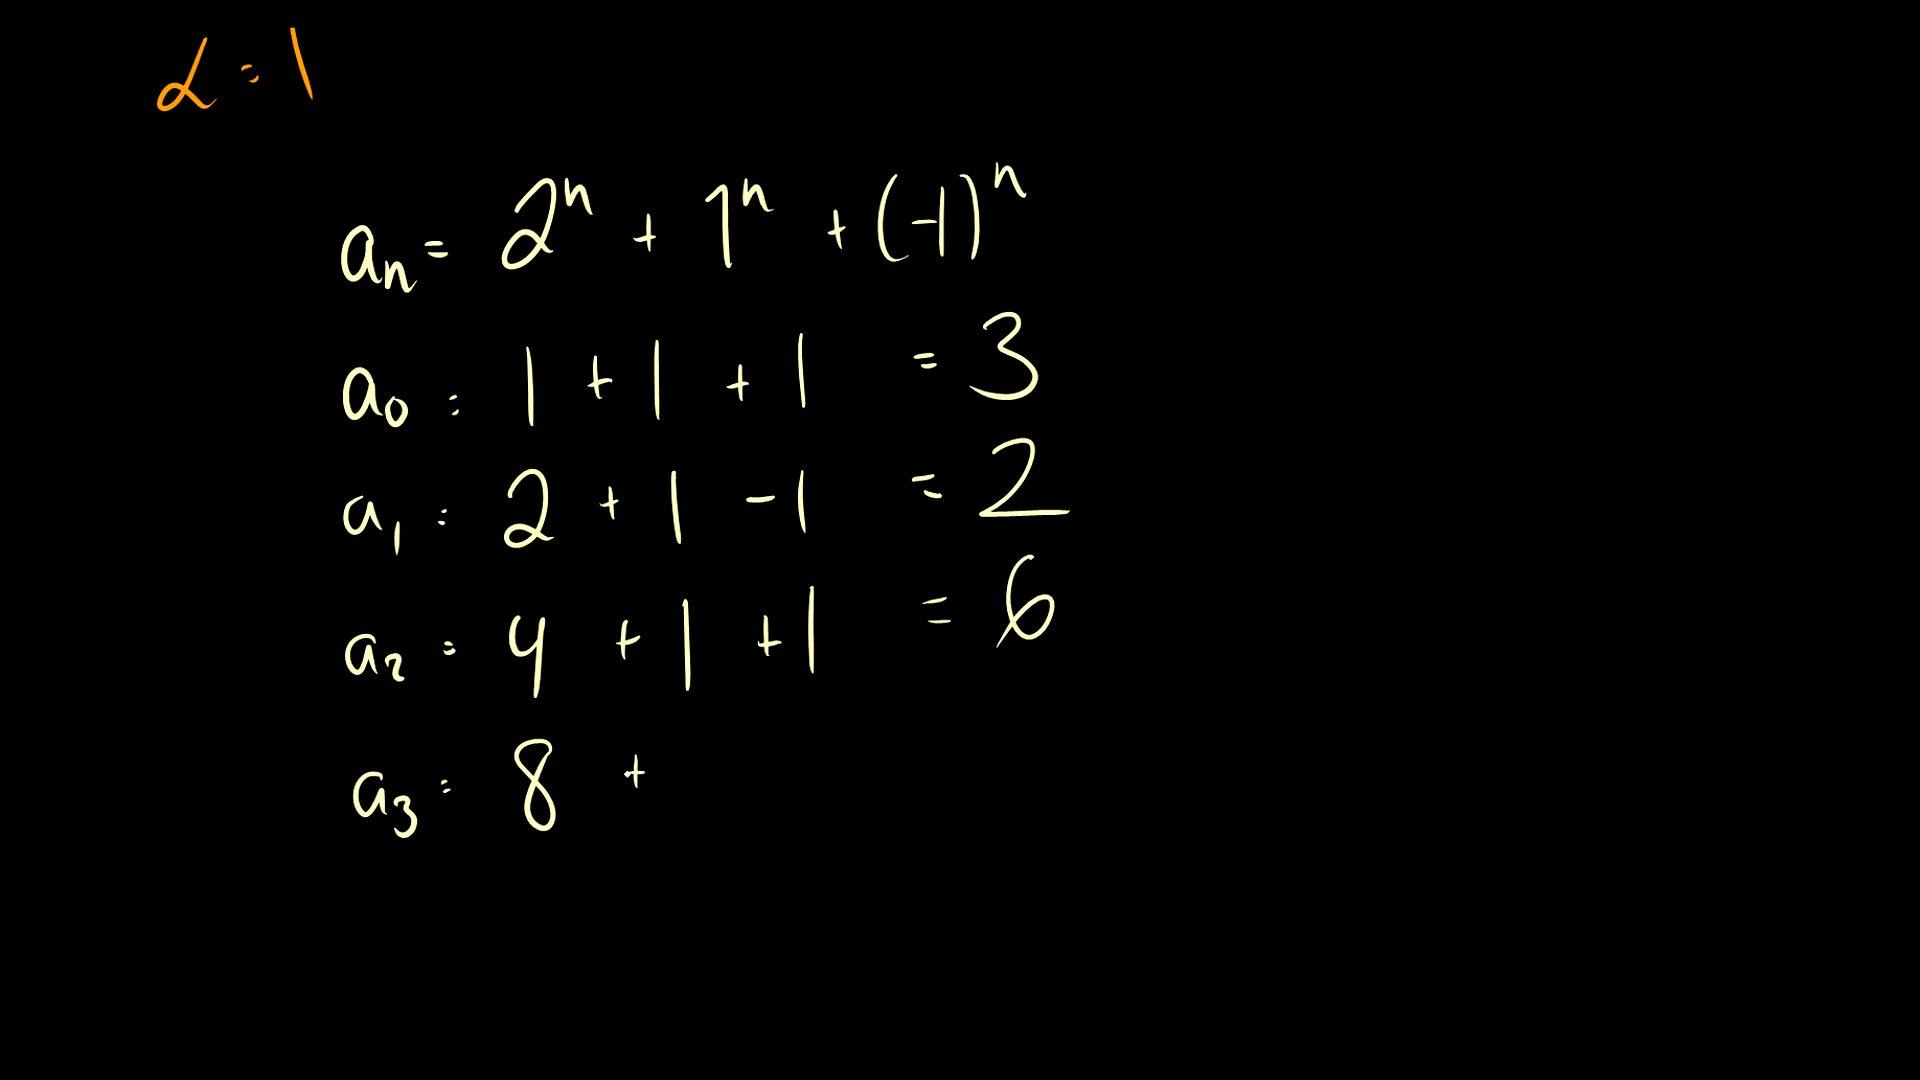 α = 1
aₙ = 2ⁿ + 1ⁿ + (-1)ⁿ
a₀ = 1 + 1 + 1 = 3
a₁ = 2 + 1 - 1 = 2
a₂ = 4 + 1 + 1 = 6
a₃ = 8 +